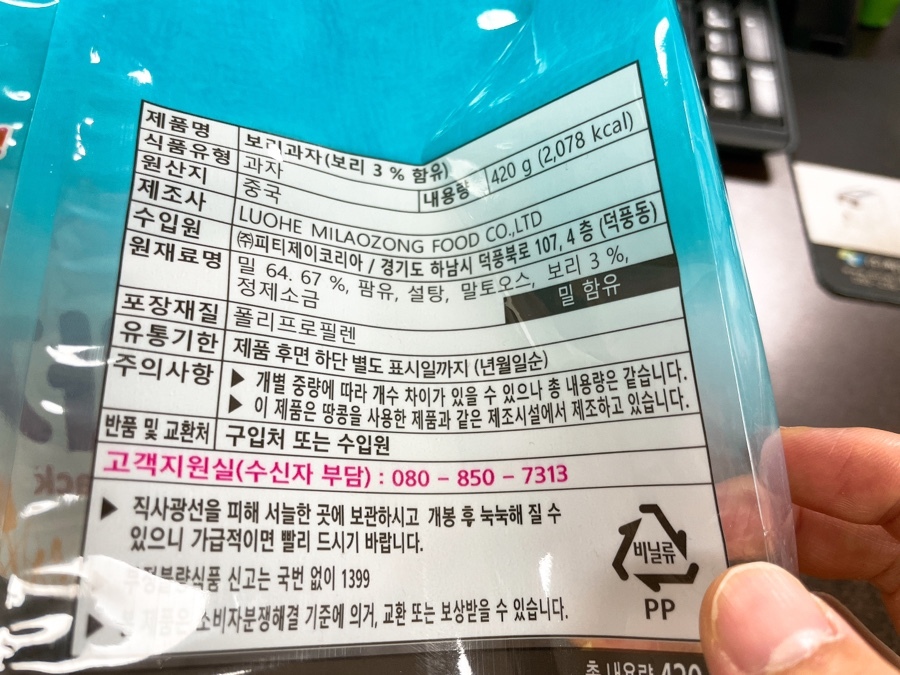 제품명 보리과자(보리 3 % 함유)
식품유형 과자 내용량 420 g (2,078 kcal)
원산지 중국
제조사 LUOHE MILAOZONG FOOD CO.,LTD
수입원 ㈜피티제이코리아 / 경기도 하남시 덕풍북로 107, 4 층 (덕풍동)
원재료명 밀 64. 67 %, 팜유, 설탕, 말토오스, 보리 3 %,
정제소금 밀 함유
포장재질 폴리프로필렌
유통기한 제품 후면 하단 별도 표시일까지 (년월일순)
주의사항 ▶ 개별 중량에 따라 개수 차이가 있을 수 있으나 총 내용량은 같습니다.
▶ 이 제품은 땅콩을 사용한 제품과 같은 제조시설에서 제조하고 있습니다.
반품 및 교환처 구입처 또는 수입원
고객지원실(수신자 부담) : 080 - 850 - 7313
▶ 직사광선을 피해 서늘한 곳에 보관하시고 개봉 후 눅눅해 질 수
있으니 가급적이면 빨리 드시기 바랍니다.
부정불량식품 신고는 국번 없이 1399
▶ 본 제품은 소비자분쟁해결 기준에 의거, 교환 또는 보상받을 수 있습니다.
비닐류
PP
총 내용량 420